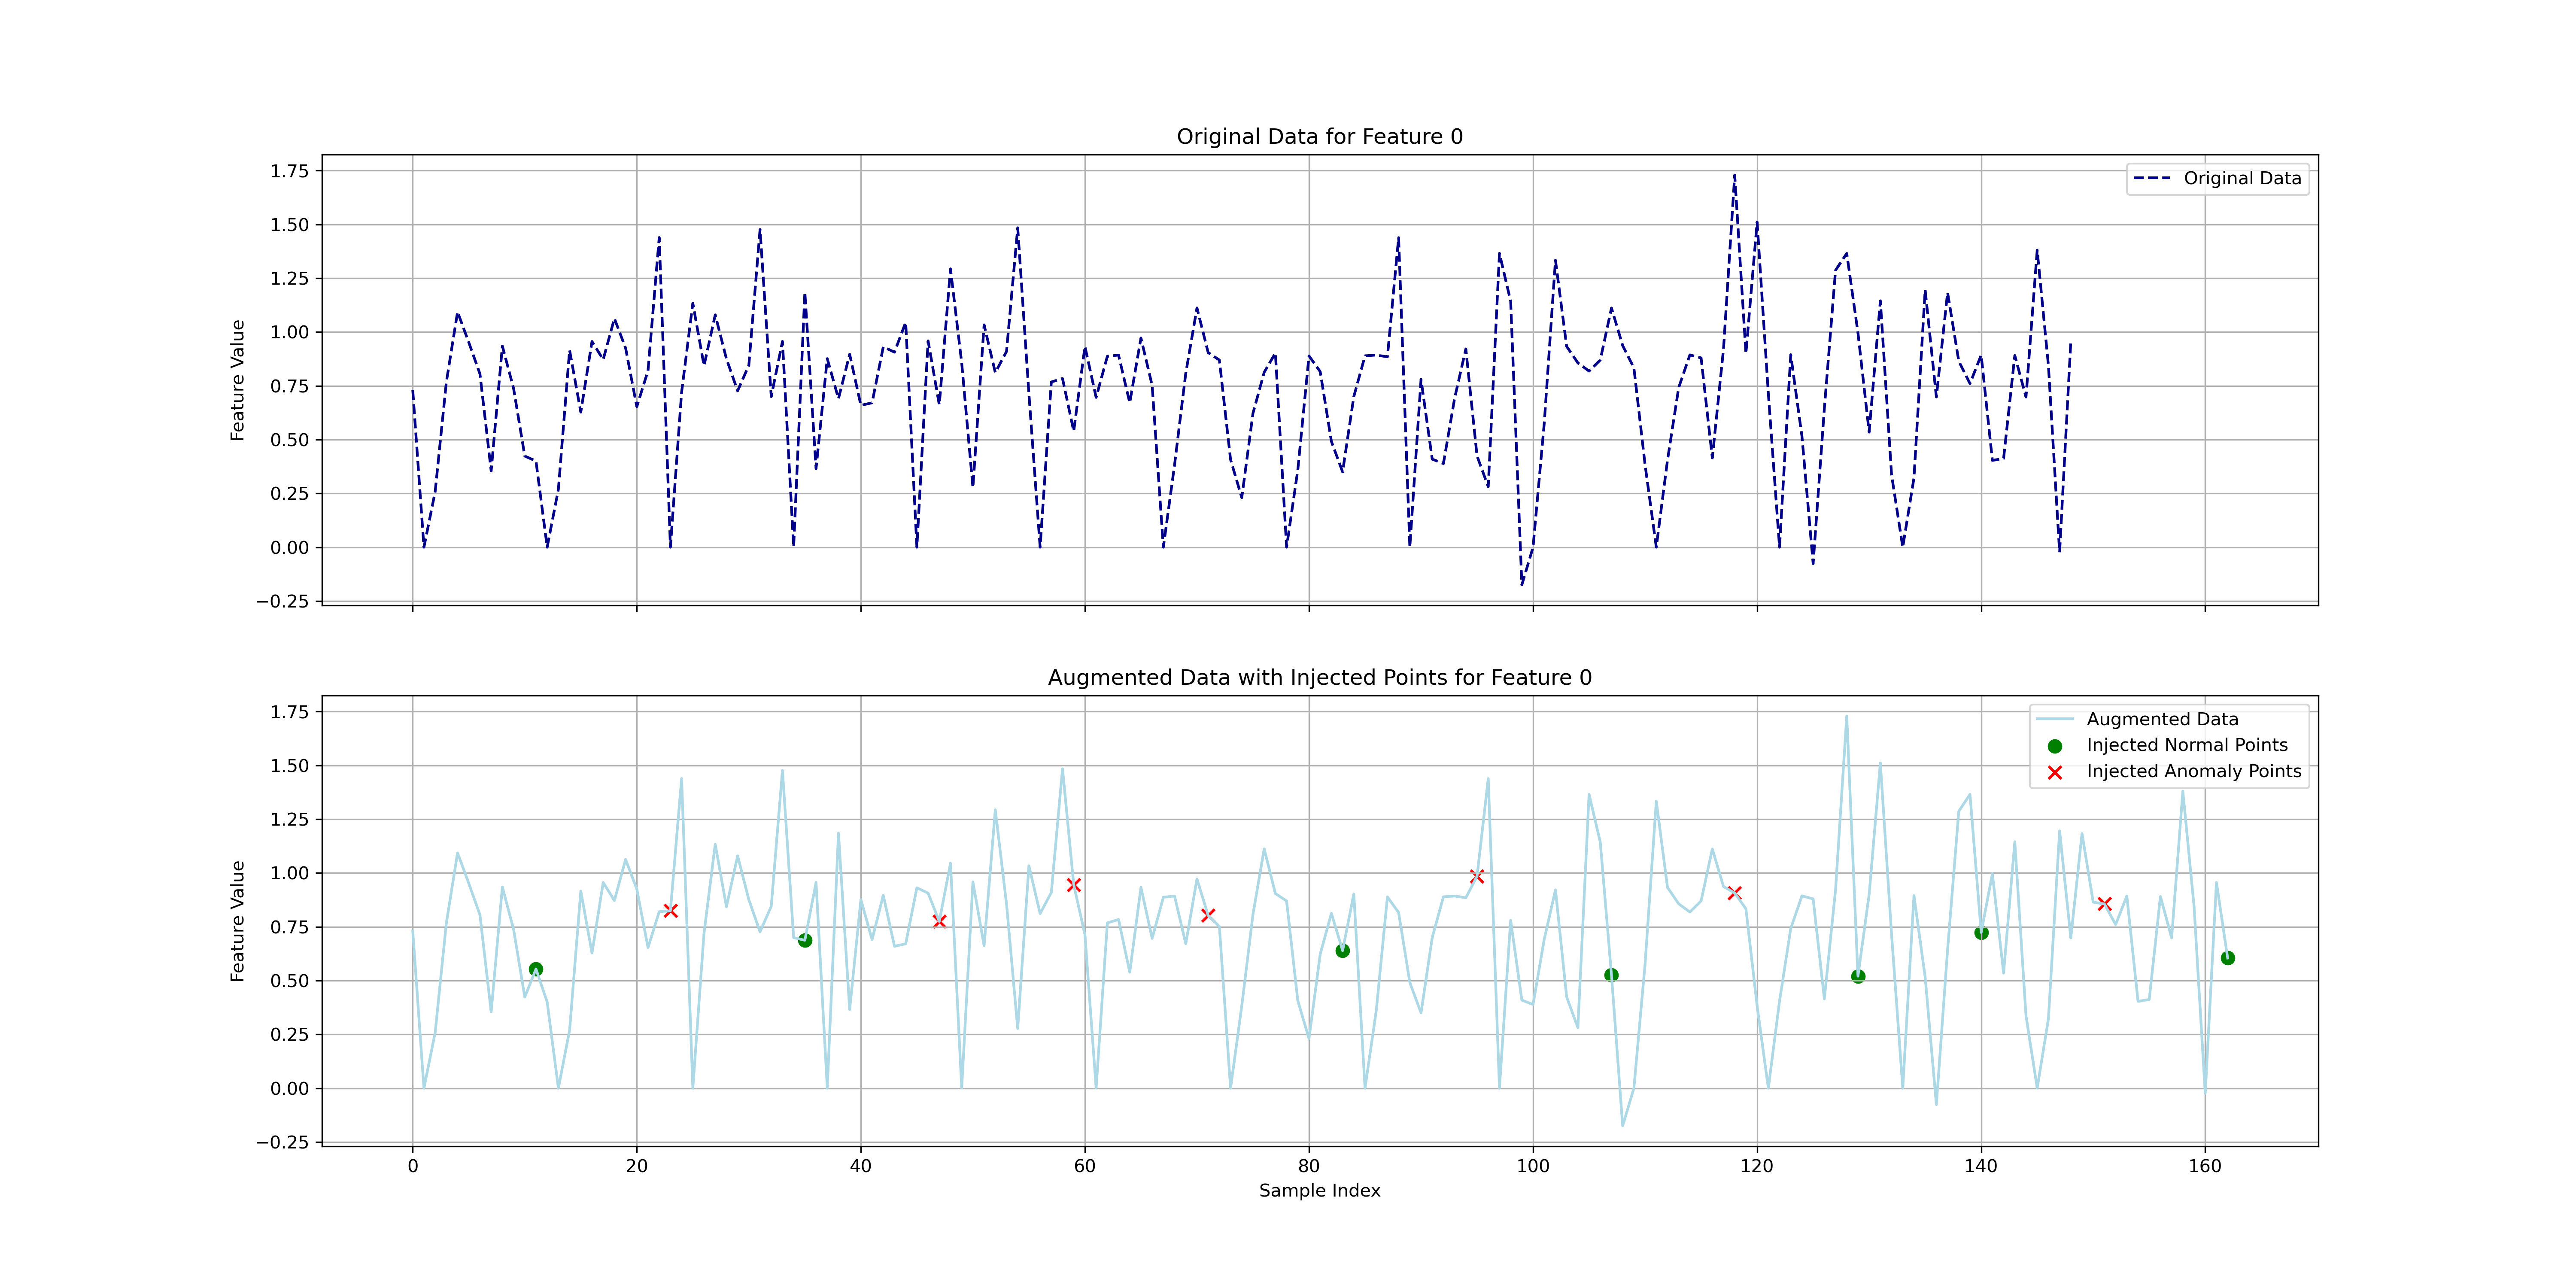 Original Data for Feature 0
1.75
1.50
1.25
1.00
0.75
0.50
0.25
0.00
−0.25
Feature Value
Original Data
Augmented Data with Injected Points for Feature 0
1.75
1.50
1.25
1.00
0.75
0.50
0.25
0.00
−0.25
Feature Value
Augmented Data
Injected Normal Points
Injected Anomaly Points
0 20 40 60 80 100 120 140 160
Sample Index